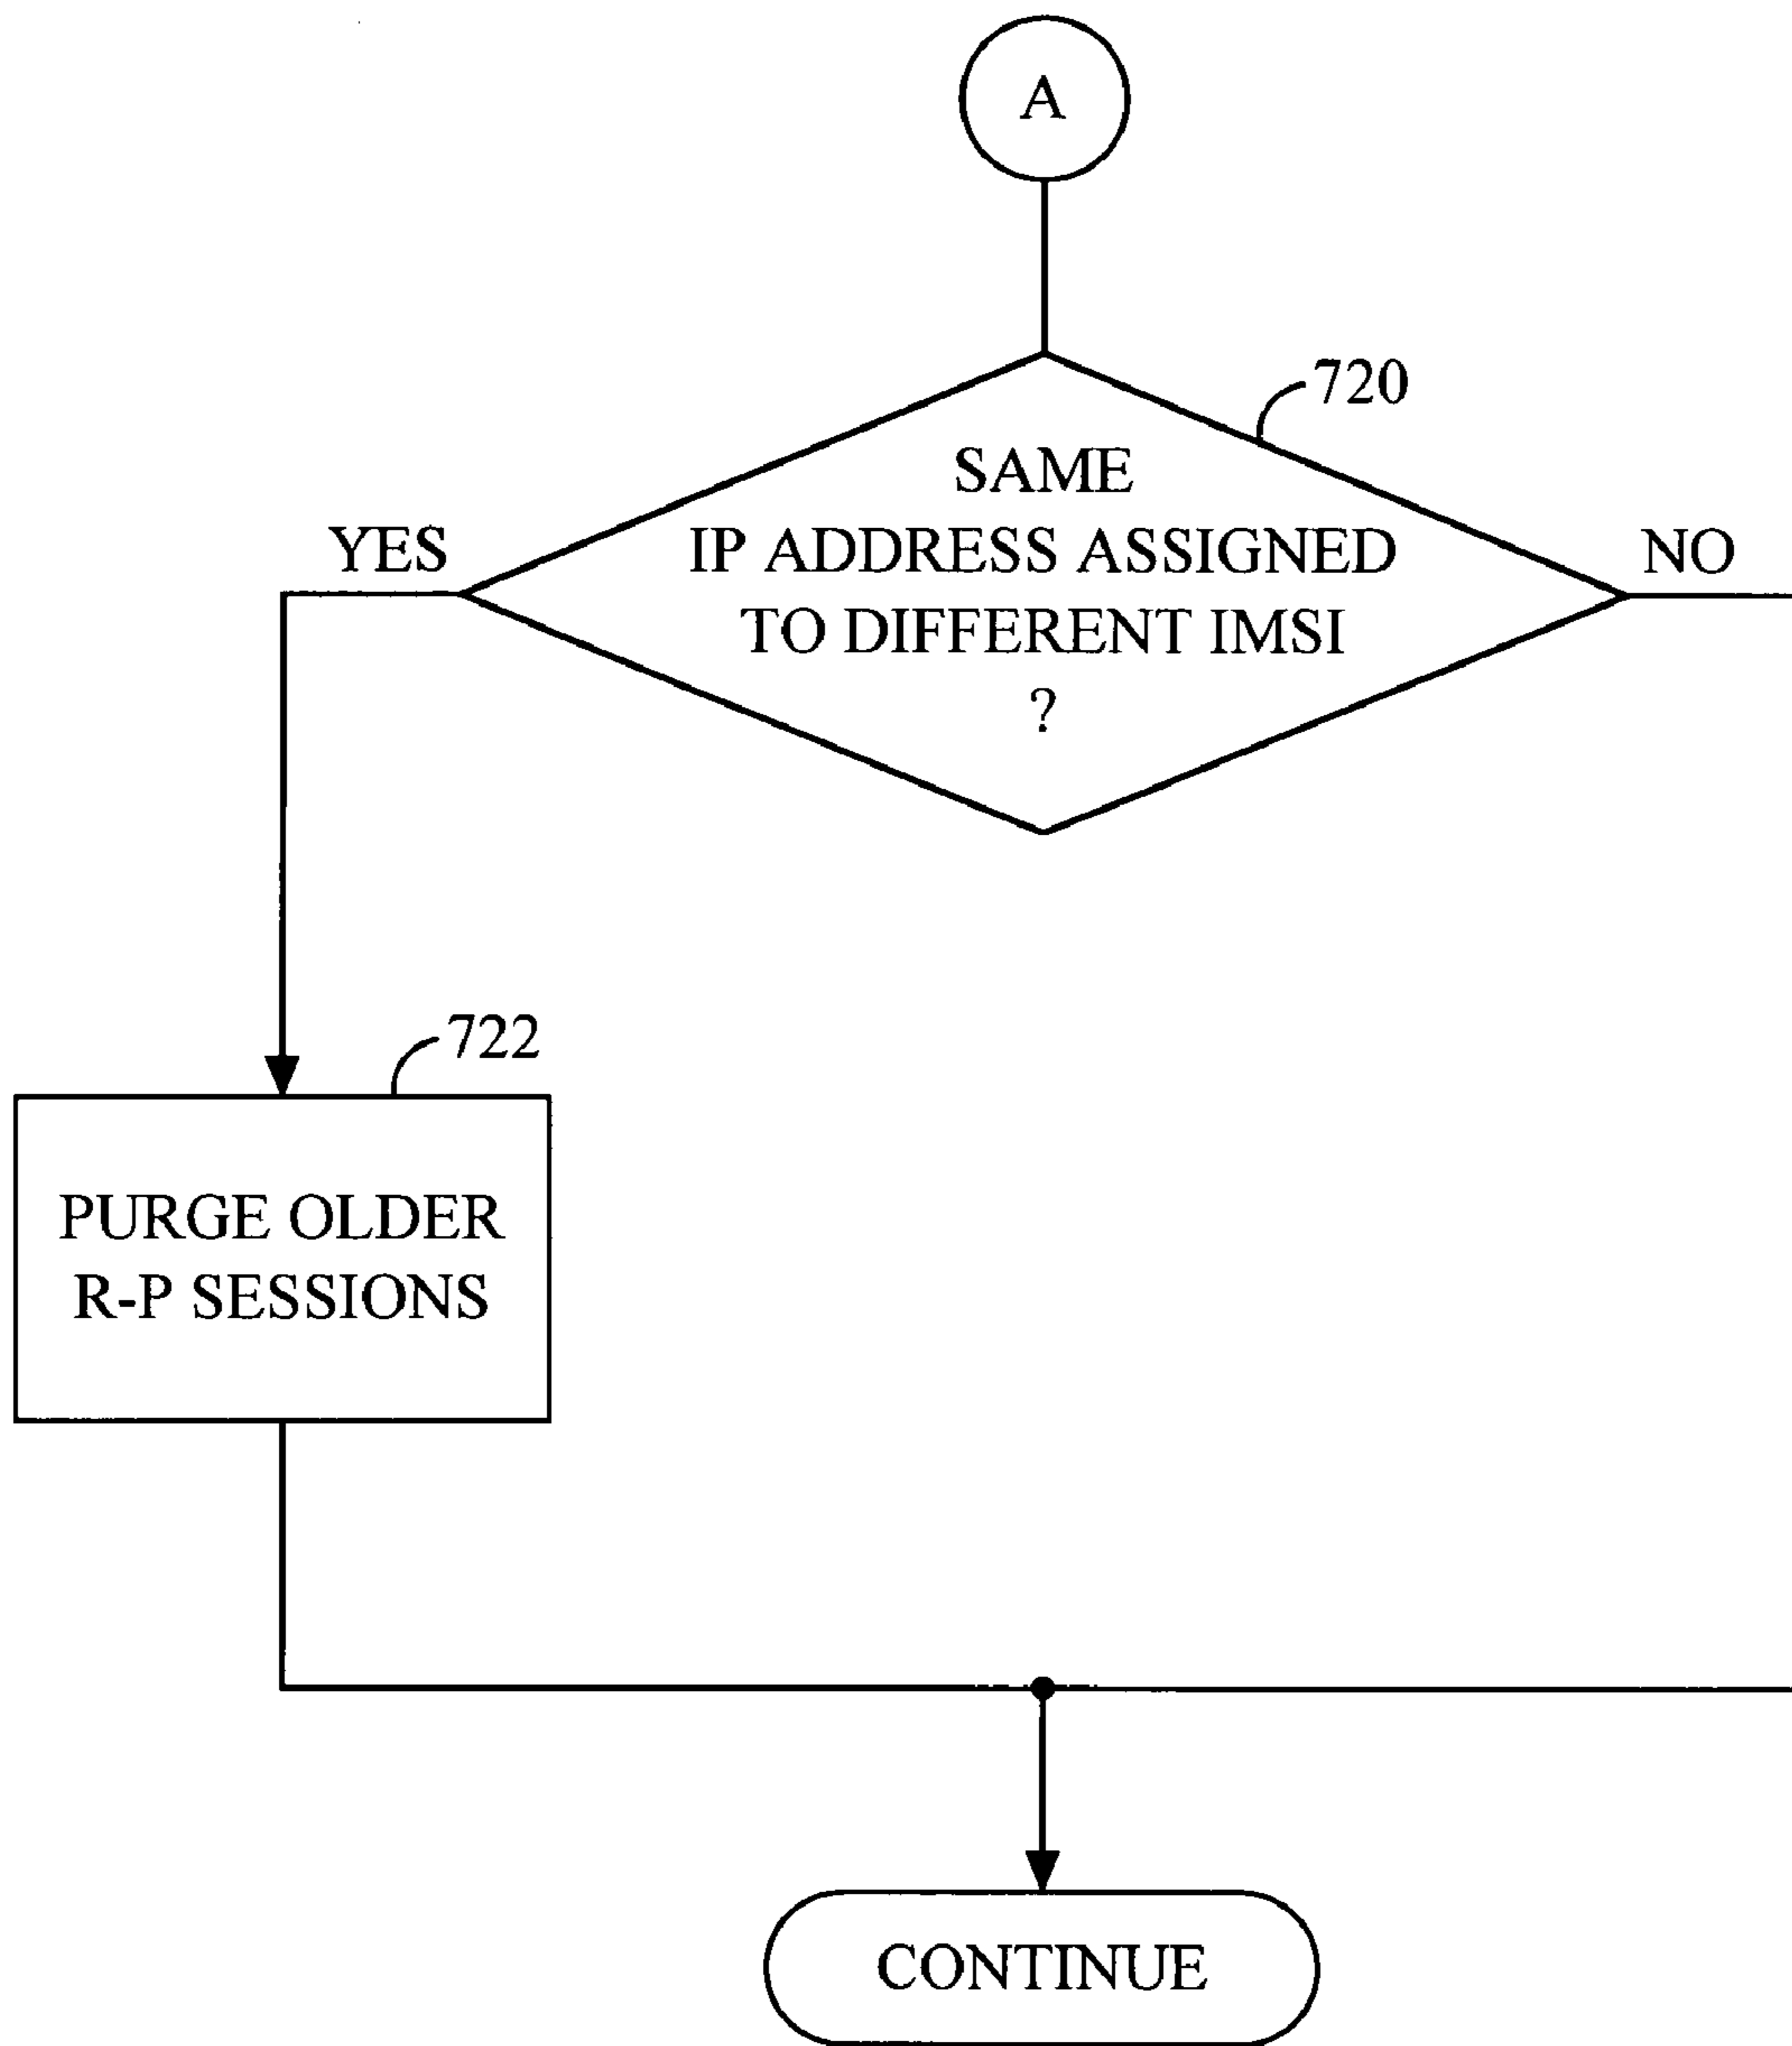 A
720
SAME
IP ADDRESS ASSIGNED
TO DIFFERENT IMSI
?
YES
NO
722
PURGE OLDER
R-P SESSIONS
CONTINUE